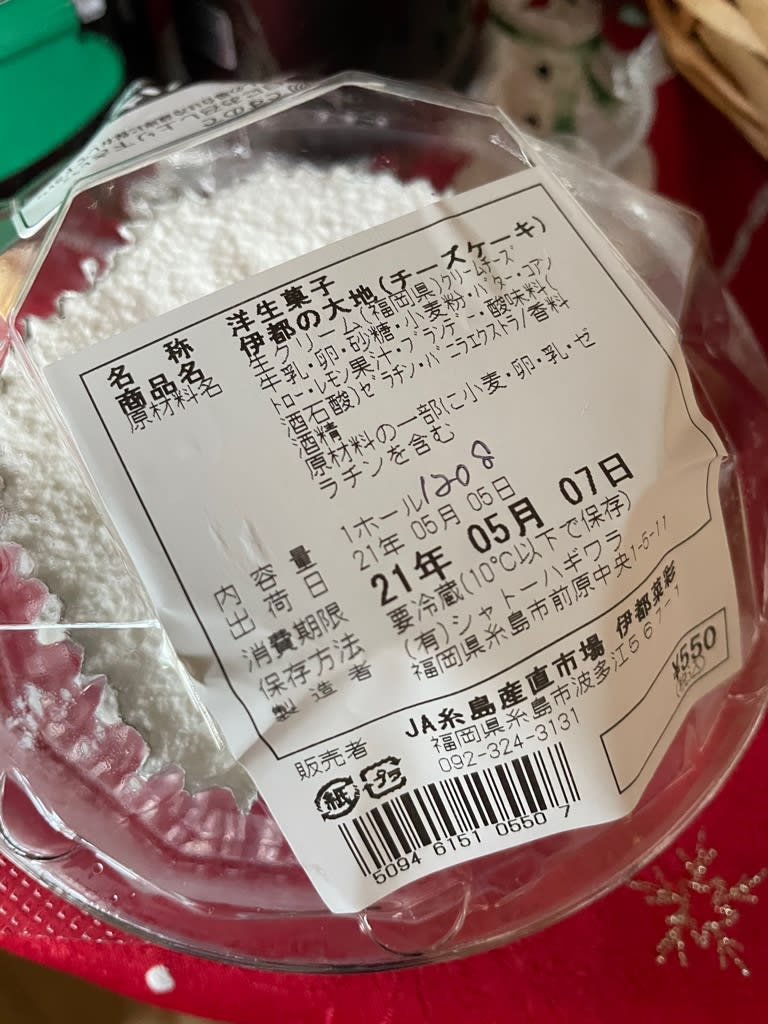 名称 洋生菓子
商品名 伊都の大地(チーズケーキ)
原材料名 生クリーム(福岡県)クリームチーズ
牛乳・卵・砂糖・小麦粉・バター・コアン
トロー・レモン果汁・ブランデー・酸味料(
酒石酸)ゼラチン・バニラエクストラ/香料
酒精
原材料の一部に小麦・卵・乳・ゼ
ラチンを含む
内容量 1ホール 120g
出荷日 21年 05月 05日
消費期限 21年 05月 07日
保存方法 要冷蔵(10℃以下で保存)
製造者 (有)シャトーハギワラ
福岡県糸島市前原中央1-5-11
販売者 JA糸島産直市場 伊都菜彩
福岡県糸島市波多江567-1
092-324-3131
¥550
(税込)
紙 プラ
5094 6151 0550 7